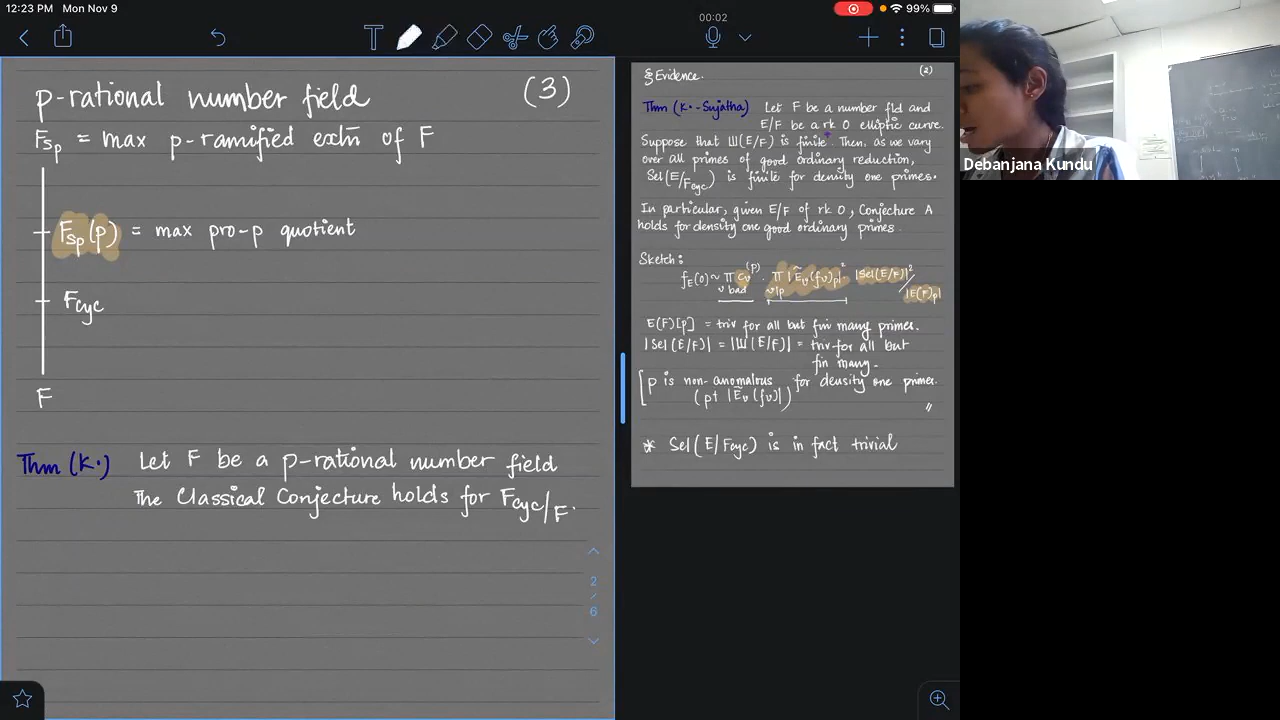 12:23 PM Mon Nov 9
00:02
99%
p-rational number field (3)
F_{S_p} = max p-ramified extn of F
F_{S_p}(p) = max pro-p quotient
F_{cyc}
F
Thm (K.) Let F be a p-rational number field
The Classical Conjecture holds for F_{cyc}/F.
2
/
6
§ Evidence. (2)
Thm (K.-Sujatha) Let F be a number fld and
E/F be a rk 0 elliptic curve.
Suppose that Ш(E/F) is finite. Then, as we vary
over all primes of good ordinary reduction,
Sel(E/F_{cyc}) is finite for density one primes.
In particular, given E/F of rk 0, Conjecture A
holds for density one good ordinary primes.
Sketch:
f_E(0) ~ ∏_{v bad} c_v^{(p)} . ∏_{v|p} |Ẽ_v(f_v)_p|^2 |Sel(E/F)|^2 / |E(F)_p|
E(F)[p] = triv for all but fin many primes.
|Sel(E/F)| = |Ш(E/F)| = triv for all but
fin many.
[ p is non-anomalous for density one primes.
(p ∤ |Ẽ_v(f_v)|)
//
* Sel(E/F_{cyc}) is in fact trivial
Debanjana Kundu